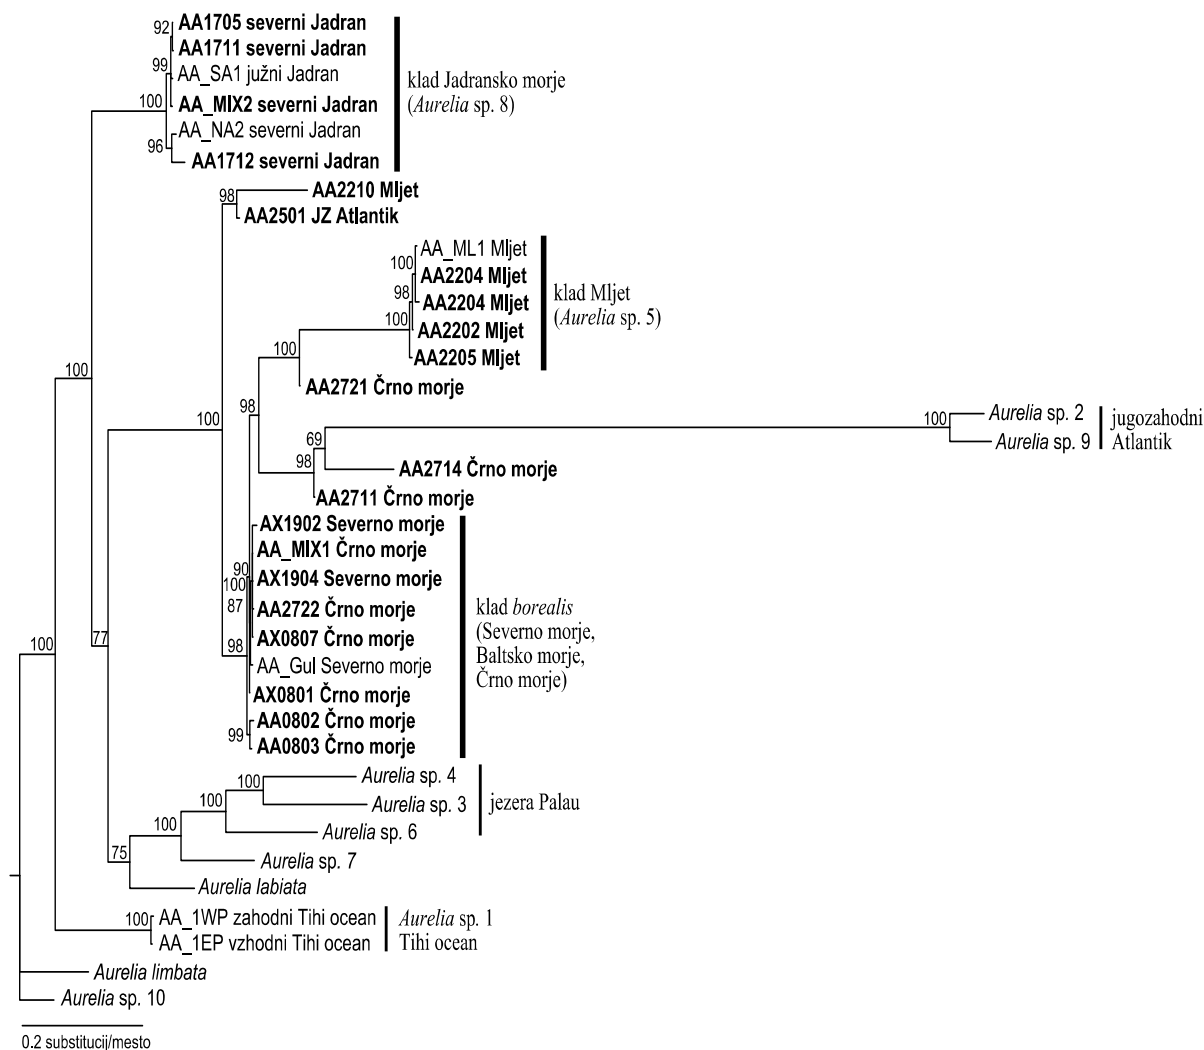 92
AA1705 severni Jadran
AA1711 severni Jadran
99
AA_SA1 južni Jadran
100
AA_MIX2 severni Jadran
AA_NA2 severni Jadran
96
AA1712 severni Jadran
klad Jadransko morje
(Aurelia sp. 8)
98
AA2210 Mljet
AA2501 JZ Atlantik
AA_ML1 Mljet
100
AA2204 Mljet
98
AA2204 Mljet
100
AA2202 Mljet
AA2205 Mljet
klad Mljet
(Aurelia sp. 5)
100
100
AA2721 Črno morje
98
100
100
Aurelia sp. 2
Aurelia sp. 9
jugozahodni
Atlantik
69
98
AA2714 Črno morje
AA2711 Črno morje
AX1902 Severno morje
AA_MIX1 Črno morje
90
100
AX1904 Severno morje
87
AA2722 Črno morje
AX0807 Črno morje
98
AA_Gul Severno morje
AX0801 Črno morje
AA0802 Črno morje
99
AA0803 Črno morje
klad borealis
(Severno morje,
Baltsko morje,
Črno morje)
100
77
100
Aurelia sp. 4
100
Aurelia sp. 3
jezera Palau
100
Aurelia sp. 6
75
Aurelia sp. 7
Aurelia labiata
100
AA_1WP zahodni Tihi ocean
AA_1EP vzhodni Tihi ocean
Aurelia sp. 1
Tihi ocean
Aurelia limbata
Aurelia sp. 10
0.2 substitucij/mesto